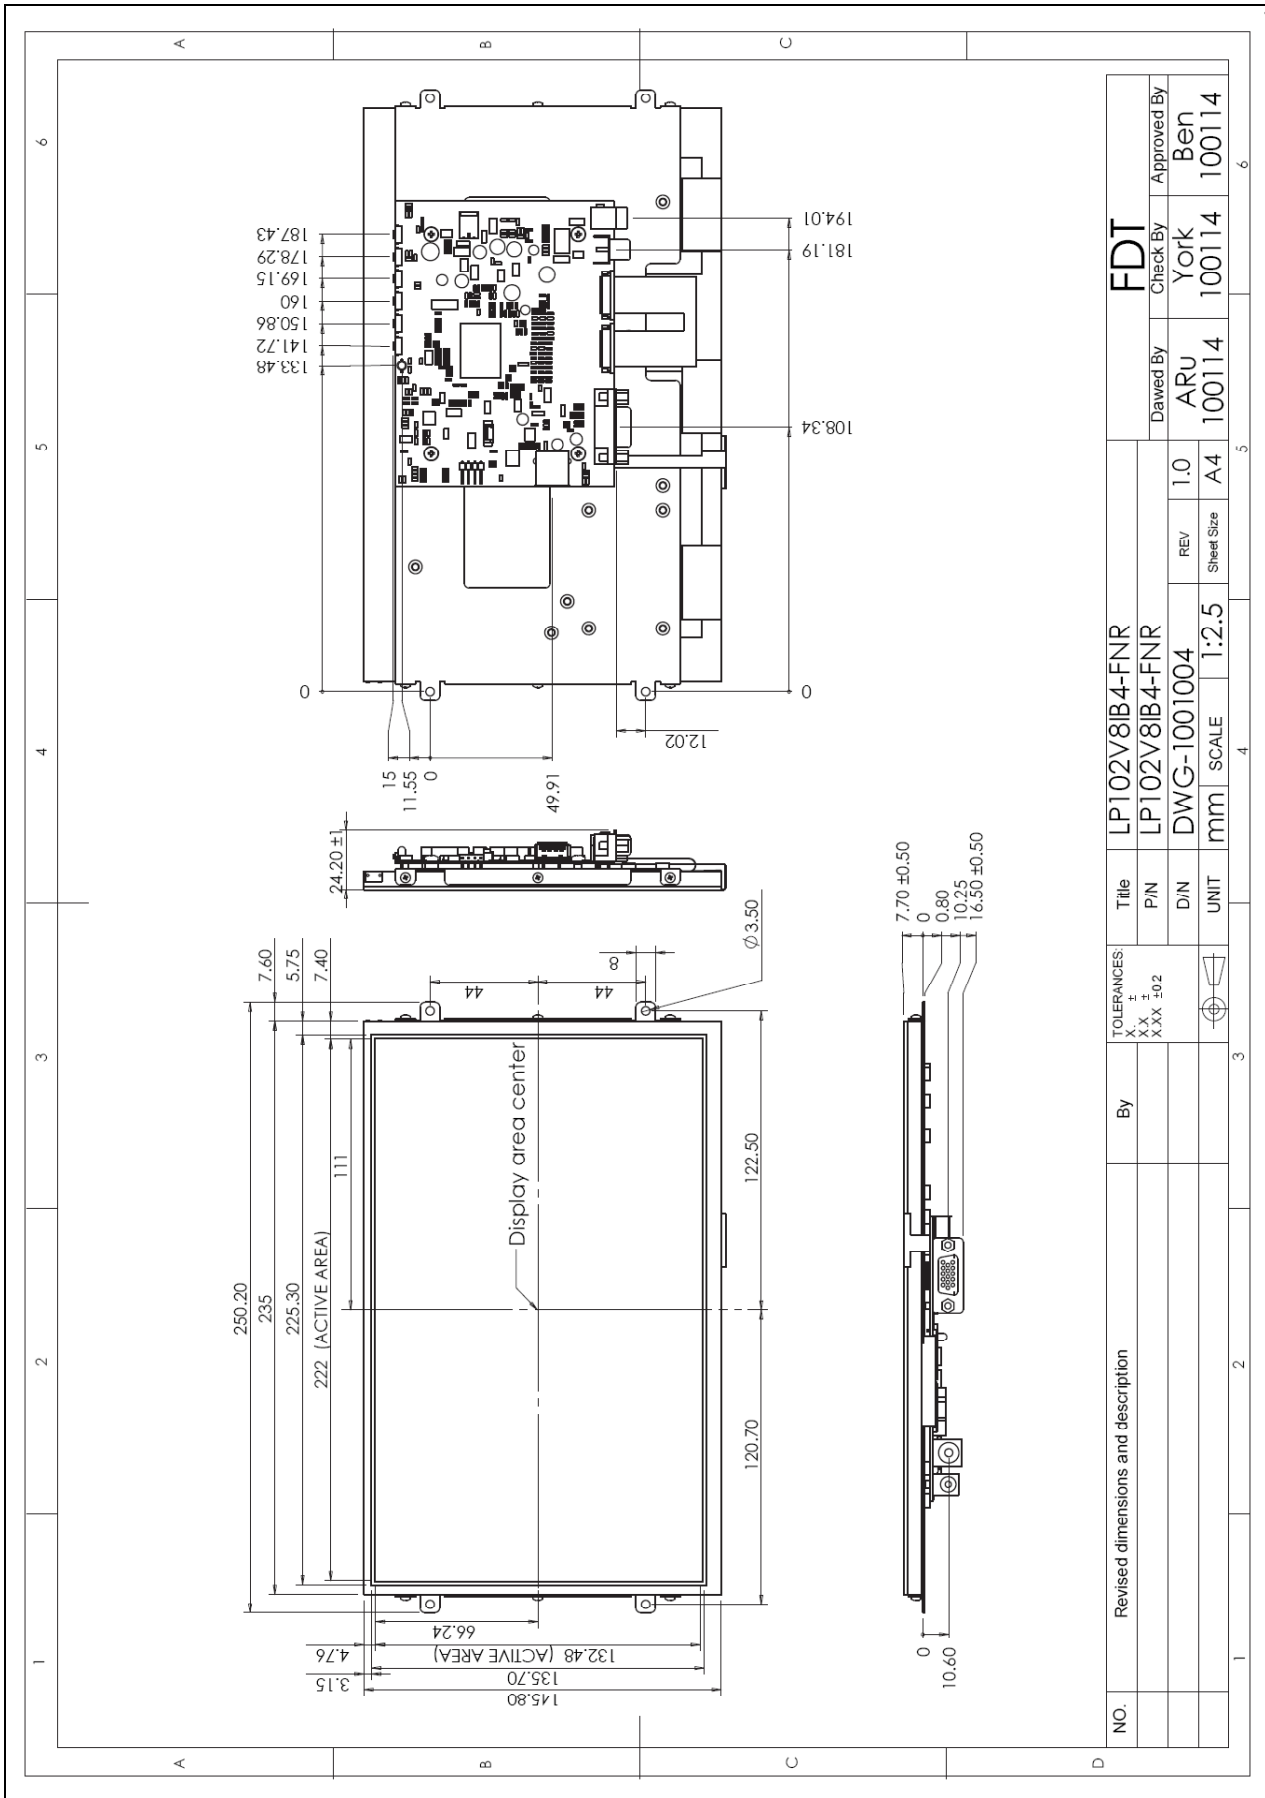 A
B
C
6
5
4
3
2
1
187.43
178.29
169.15
160
150.86
141.72
133.48
0
194.01
181.19
108.34
0
15
11.55
0
49.91
12.02
24.20 ±1
7.60
5.75
7.40
250.20
235
225.30
222 (ACTIVE AREA)
111
44
44
8
Ø3.50
Display area center
122.50
120.70
66.24
132.48 (ACTIVE AREA)
135.70
145.80
4.76
3.15
7.70 ±0.50
0
0.80
10.25
16.50 ±0.50
0
10.60
A
B
C
D
6
5
4
3
2
1
NO.
Revised dimensions and description
By
TOLERANCES:
X. ±
X.X ±
X.XX ±0.2
Title LP102V8IB4-FNR
P/N LP102V8IB4-FNR
D/N DWG-1001004 REV 1.0
UNIT mm SCALE 1:2.5 Sheet Size A4
FDT
Dawed By Check By Approved By
ARu York Ben
100114 100114 100114